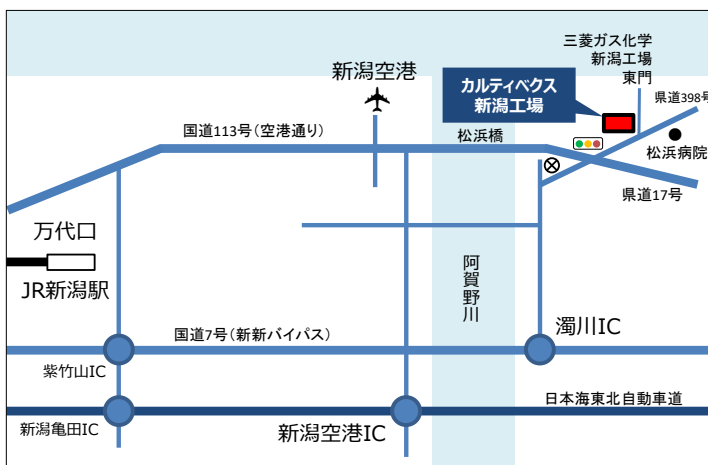 三菱ガス化学
新潟工場
東門
新潟空港
カルティベクス
新潟工場
県道398号
国道113号(空港通り)
松浜橋
松浜病院
県道17号
万代口
JR新潟駅
阿賀野川
国道7号(新新バイパス)
濁川IC
紫竹山IC
日本海東北自動車道
新潟亀田IC
新潟空港IC